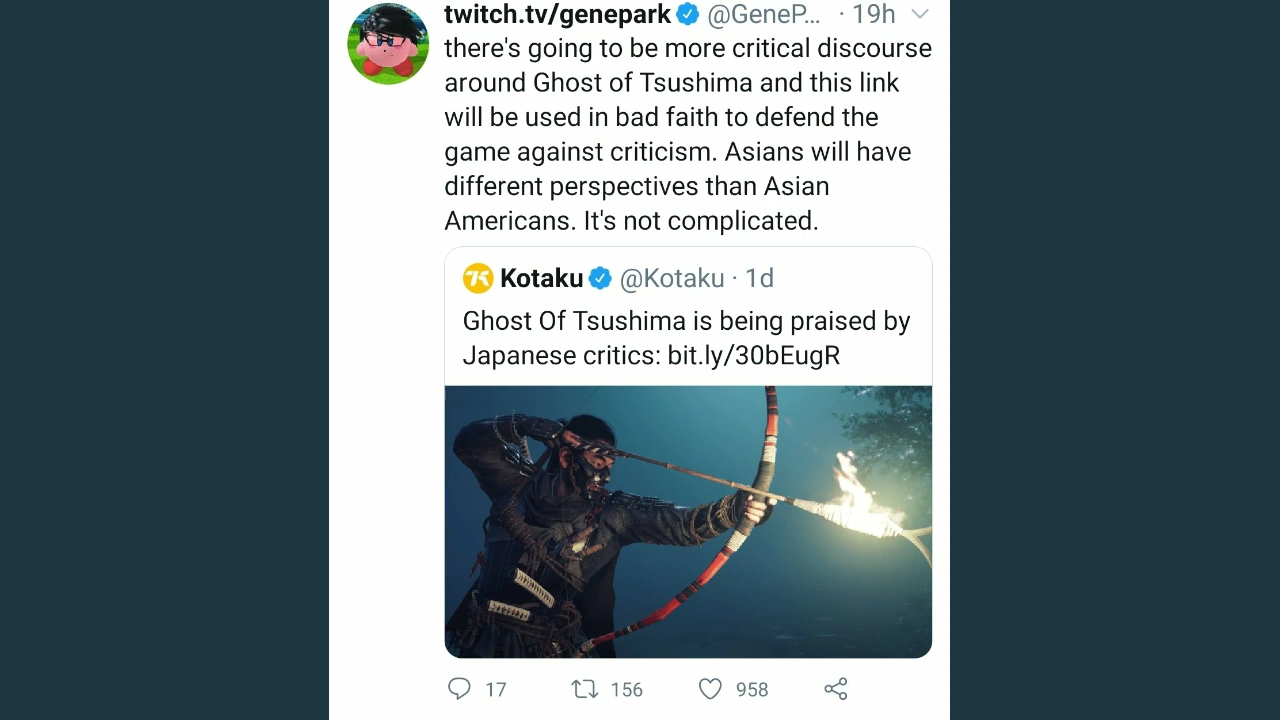 twitch.tv/genepark @GeneP... · 19h
there's going to be more critical discourse
around Ghost of Tsushima and this link
will be used in bad faith to defend the
game against criticism. Asians will have
different perspectives than Asian
Americans. It's not complicated.
Kotaku @Kotaku · 1d
Ghost Of Tsushima is being praised by
Japanese critics: bit.ly/30bEugR
17 156 958